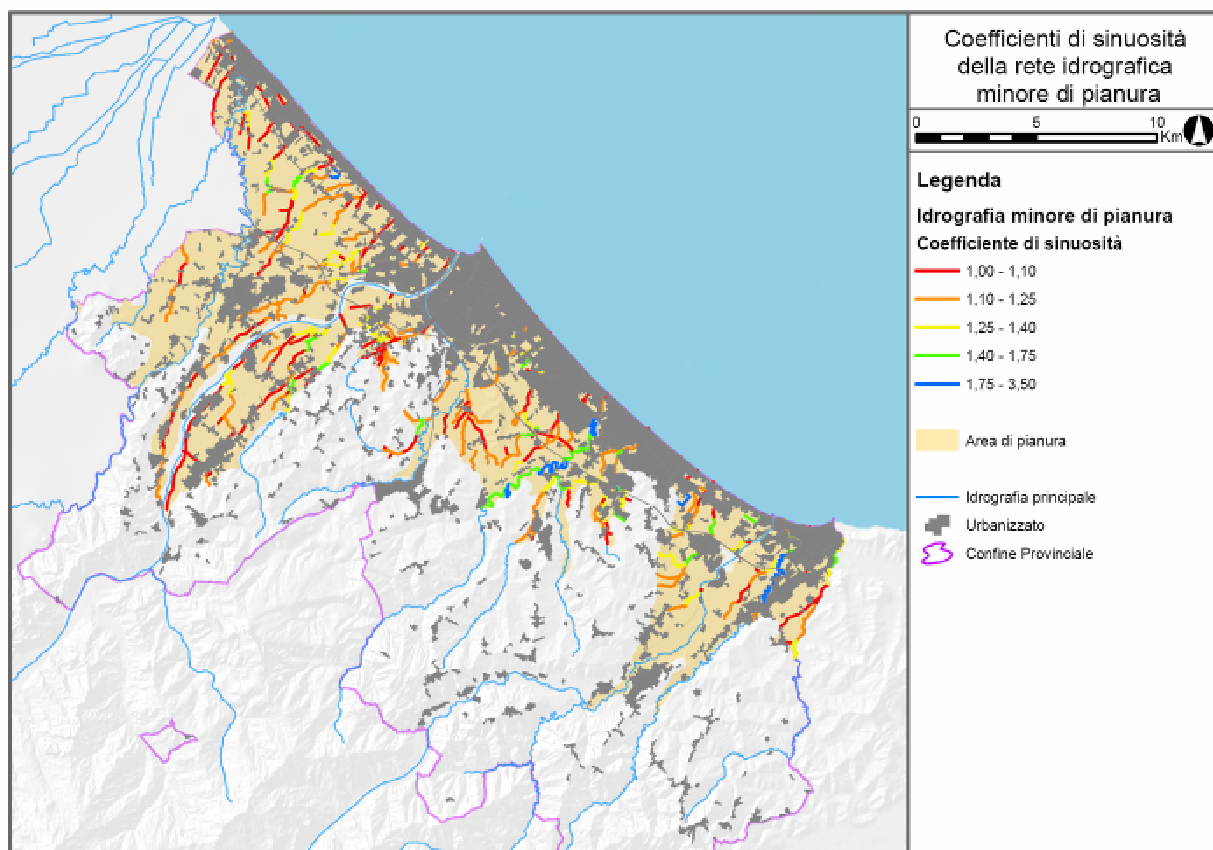 Coefficienti di sinuosità
della rete idrografica
minore di pianura
0 5 10
Km
Legenda
Idrografia minore di pianura
Coefficiente di sinuosità
1,00 - 1,10
1,10 - 1,25
1,25 - 1,40
1,40 - 1,75
1,75 - 3,50
Area di pianura
Idrografia principale
Urbanizzato
Confine Provinciale